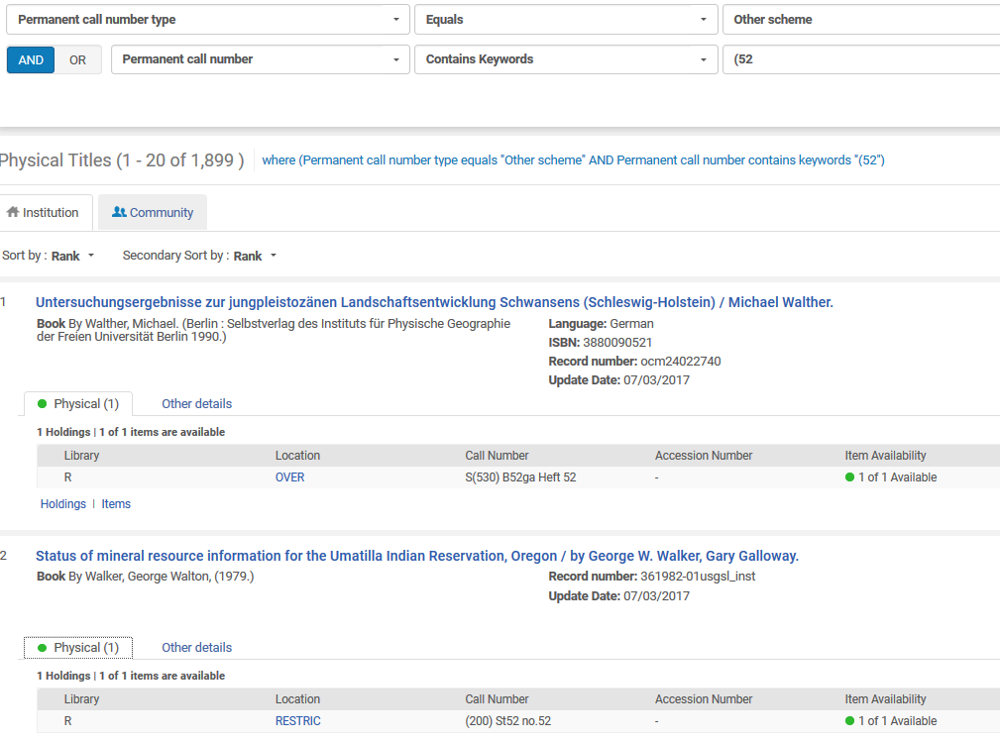 Permanent call number type Equals Other scheme
AND OR Permanent call number Contains Keywords (52
Physical Titles (1 - 20 of 1,899 ) where (Permanent call number type equals "Other scheme" AND Permanent call number contains keywords "(52")
Institution Community
Sort by : Rank Secondary Sort by : Rank
1 Untersuchungsergebnisse zur jungpleistozänen Landschaftsentwicklung Schwansens (Schleswig-Holstein) / Michael Walther.
Book By Walther, Michael. (Berlin : Selbstverlag des Instituts für Physische Geographie
der Freien Universität Berlin 1990.)
Language: German
ISBN: 3880090521
Record number: ocm24022740
Update Date: 07/03/2017
Physical (1) Other details
1 Holdings | 1 of 1 items are available
Library Location Call Number Accession Number Item Availability
R OVER S(530) B52ga Heft 52 - 1 of 1 Available
Holdings | Items
2 Status of mineral resource information for the Umatilla Indian Reservation, Oregon / by George W. Walker, Gary Galloway.
Book By Walker, George Walton, (1979.)
Record number: 361982-01usgsl_inst
Update Date: 07/03/2017
Physical (1) Other details
1 Holdings | 1 of 1 items are available
Library Location Call Number Accession Number Item Availability
R RESTRIC (200) St52 no.52 - 1 of 1 Available